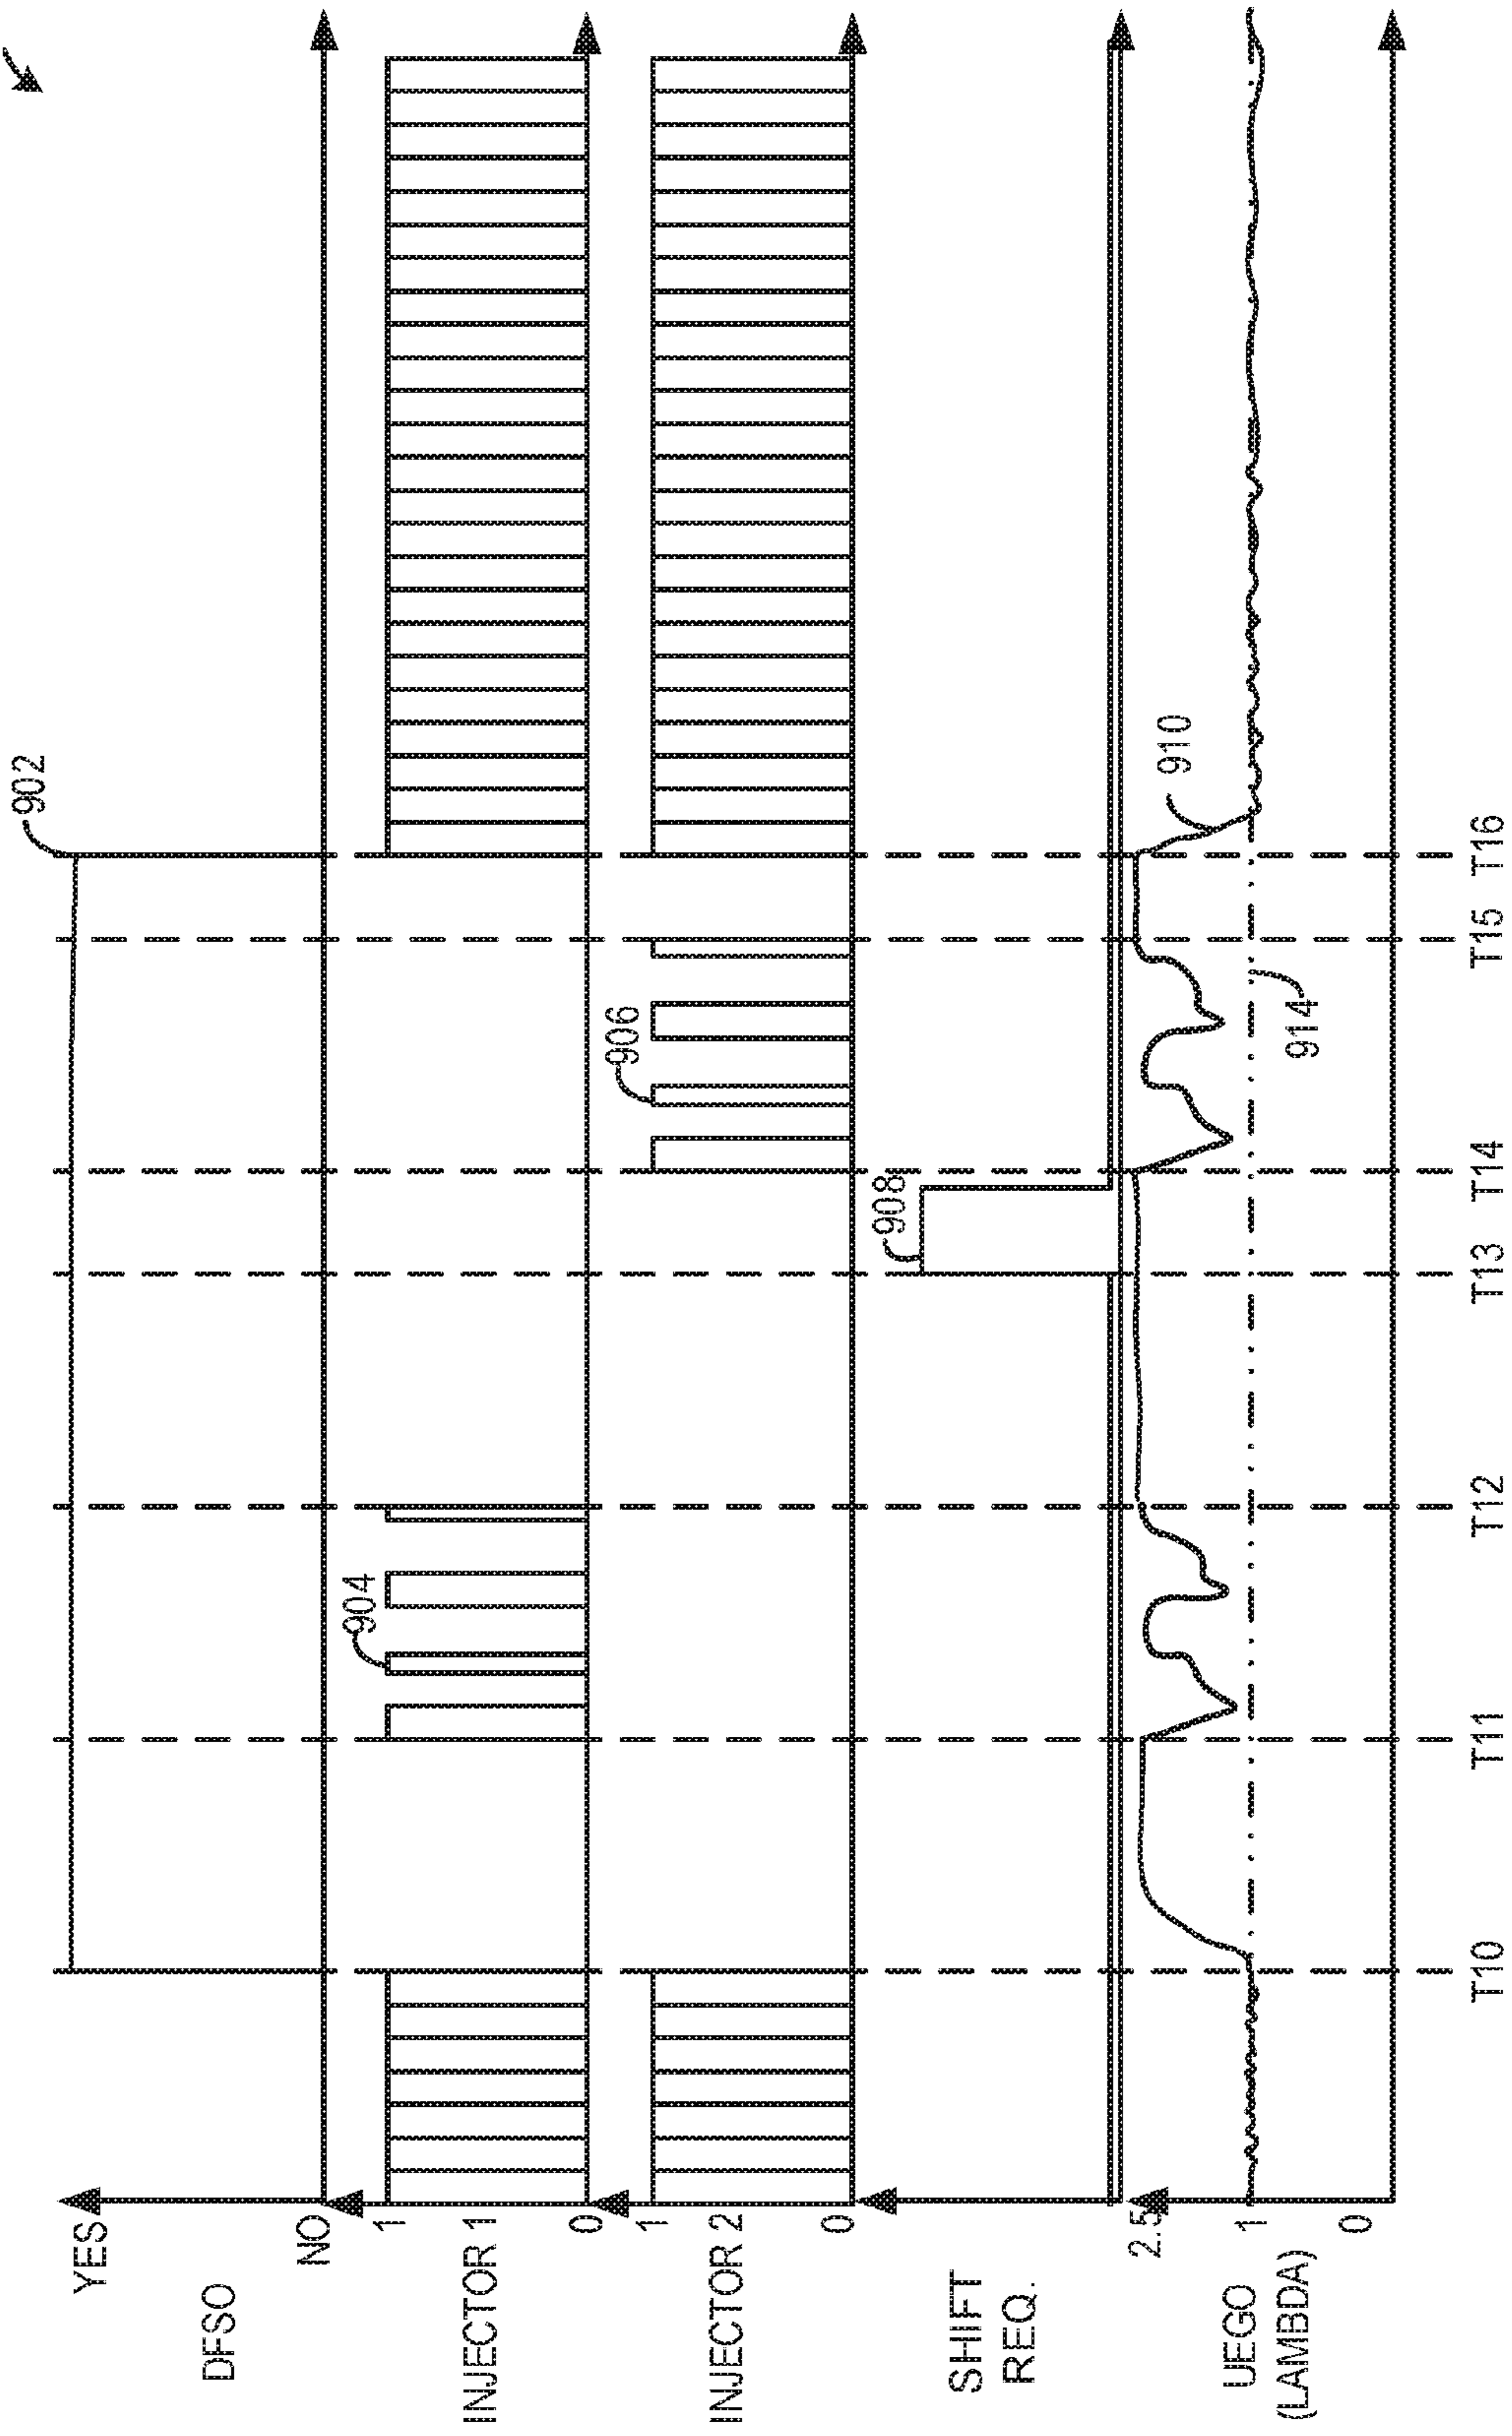 902
YES
DFSO
NO
904
1
INJECTOR 1
0
906
1
INJECTOR 2
0
908
SHIFT
REQ.
910
2.5
1
UEGO
(LAMBDA)
0
914
T10
T11
T12
T13
T14
T15
T16